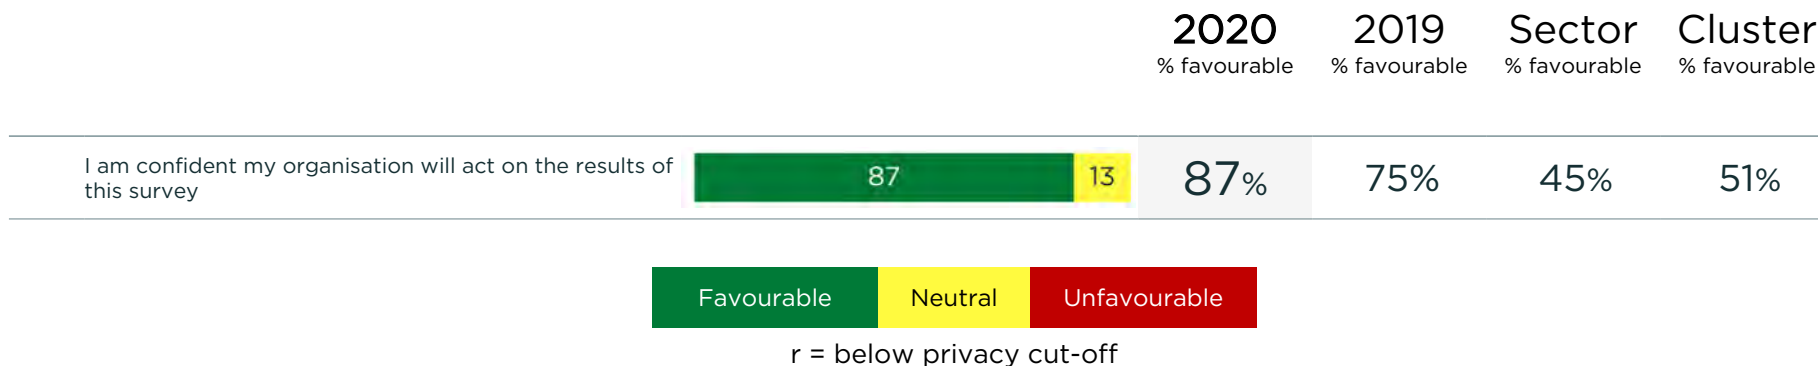 2020 2019 Sector Cluster
% favourable % favourable % favourable % favourable
I am confident my organisation will act on the results of
this survey
87 13 87% 75% 45% 51%
Favourable Neutral Unfavourable
r = below privacy cut-off